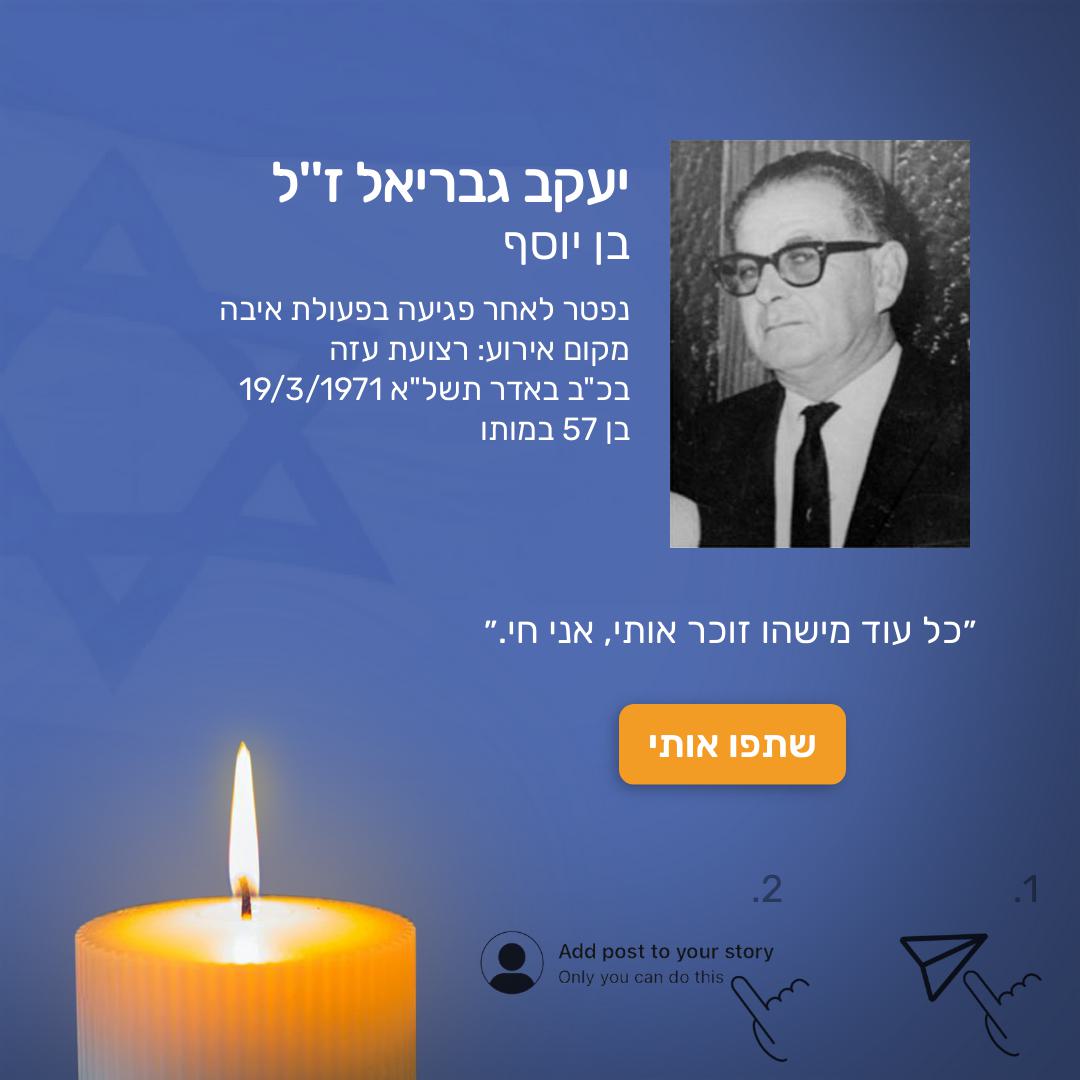 יעקב גבריאל ז"ל
בן יוסף
נפטר לאחר פגיעה בפעולת איבה
מקום אירוע: רצועת עזה
בכ"ב באדר תשל"א 19/3/1971
בן 57 במותו
״כל עוד מישהו זוכר אותי, אני חי.״
שתפו אותי
1.
2.
Add post to your story
Only you can do this